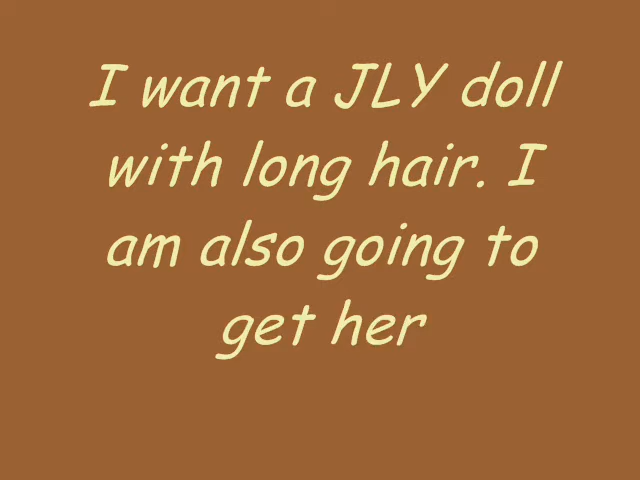 I want a JLY doll
with long hair. I
am also going to
get her